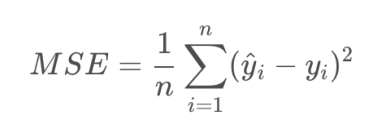 MSE = \frac{1}{n} \sum_{i=1}^{n} (\hat{y}_i - y_i)^2